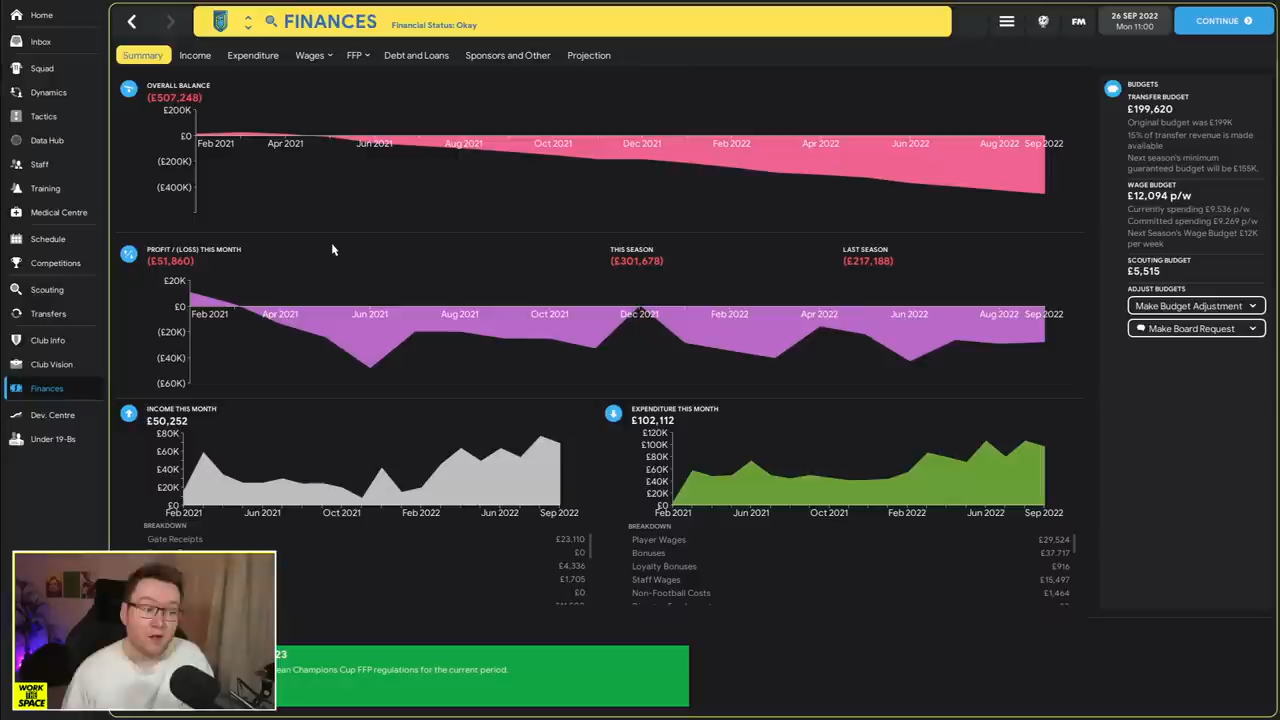 Home
Inbox
Squad
Dynamics
Tactics
Data Hub
Staff
Training
Medical Centre
Schedule
Competitions
Scouting
Transfers
Club Info
Club Vision
Finances
Dev. Centre
Under 19-Bs
FINANCES
Financial Status: Okay
FM
26 SEP 2022
Mon 11:00
CONTINUE
Summary
Income
Expenditure
Wages
FFP
Debt and Loans
Sponsors and Other
Projection
OVERALL BALANCE
(£507,248)
£200K
£0
(£200K)
(£400K)
Feb 2021 Apr 2021 Jun 2021 Aug 2021 Oct 2021 Dec 2021 Feb 2022 Apr 2022 Jun 2022 Aug 2022 Sep 2022
PROFIT / (LOSS) THIS MONTH
(£51,860)
THIS SEASON
(£301,678)
LAST SEASON
(£217,188)
£20K
£0
(£20K)
(£40K)
(£60K)
Feb 2021 Apr 2021 Jun 2021 Aug 2021 Oct 2021 Dec 2021 Feb 2022 Apr 2022 Jun 2022 Aug 2022 Sep 2022
INCOME THIS MONTH
£50,252
£80K
£60K
£40K
£20K
£0
Feb 2021 Jun 2021 Oct 2021 Feb 2022 Jun 2022 Sep 2022
BREAKDOWN
Gate Receipts £23,110
£0
£4,336
£1,705
£0
EXPENDITURE THIS MONTH
£102,112
£120K
£100K
£80K
£60K
£40K
£20K
£0
Feb 2021 Jun 2021 Oct 2021 Feb 2022 Jun 2022 Sep 2022
BREAKDOWN
Player Wages £29,524
Bonuses £37,717
Loyalty Bonuses £916
Staff Wages £15,497
Non-Football Costs £1,464
BUDGETS
TRANSFER BUDGET
£199,620
Original budget was £199K
15% of transfer revenue is made
available
Next season's minimum
guaranteed budget will be £155K.
WAGE BUDGET
£12,094 p/w
Currently spending £9,536 p/w
Committed spending £9,269 p/w
Next Season's Wage Budget £12K
per week
SCOUTING BUDGET
£5,515
ADJUST BUDGETS
Make Budget Adjustment
Make Board Request
23
ean Champions Cup FFP regulations for the current period.
WORK
THE
SPACE